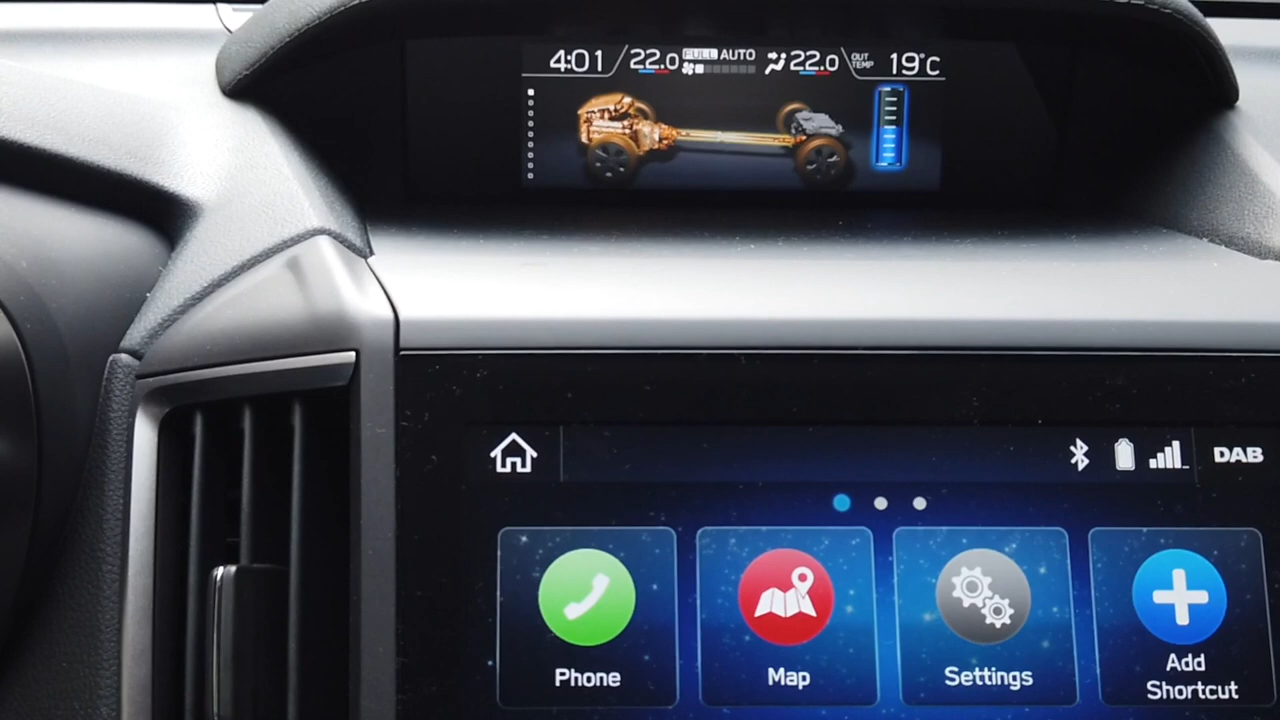 4:01 22.0 FULL AUTO 22.0 OUT TEMP 19°C
DAB
Phone
Map
Settings
Add
Shortcut